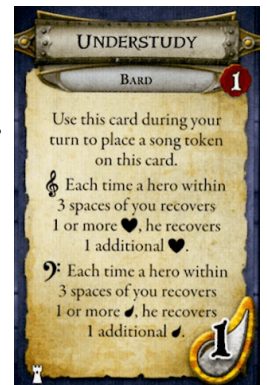 UNDERSTUDY
BARD
1
Use this card during your
turn to place a song token
on this card.
𝄞 Each time a hero within
3 spaces of you recovers
1 or more ♥, he recovers
1 additional ♥.
𝄢 Each time a hero within
3 spaces of you recovers
1 or more 💧, he recovers
1 additional 💧.
1